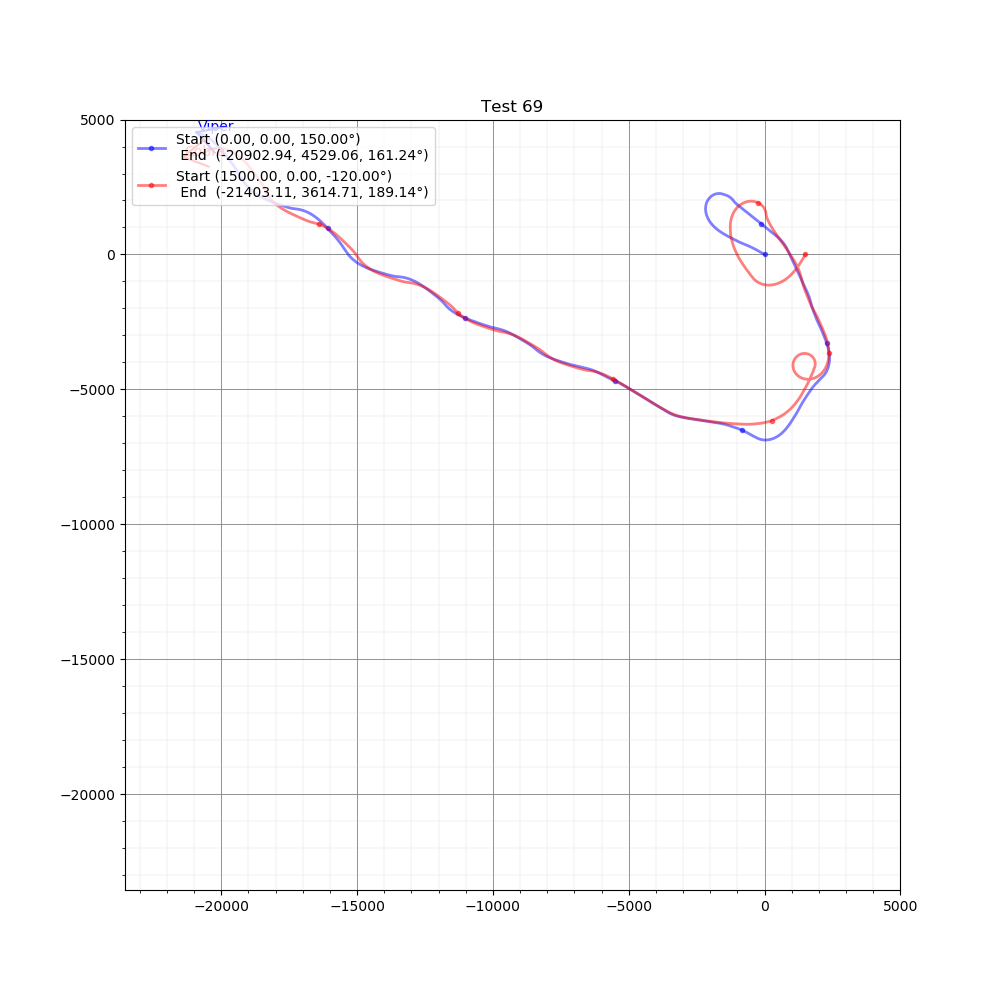 Test 69
Viper
Start (0.00, 0.00, 150.00°)
End (-20902.94, 4529.06, 161.24°)
Start (1500.00, 0.00, -120.00°)
End (-21403.11, 3614.71, 189.14°)
5000
0
−5000
−10000
−15000
−20000
−20000 −15000 −10000 −5000 0 5000